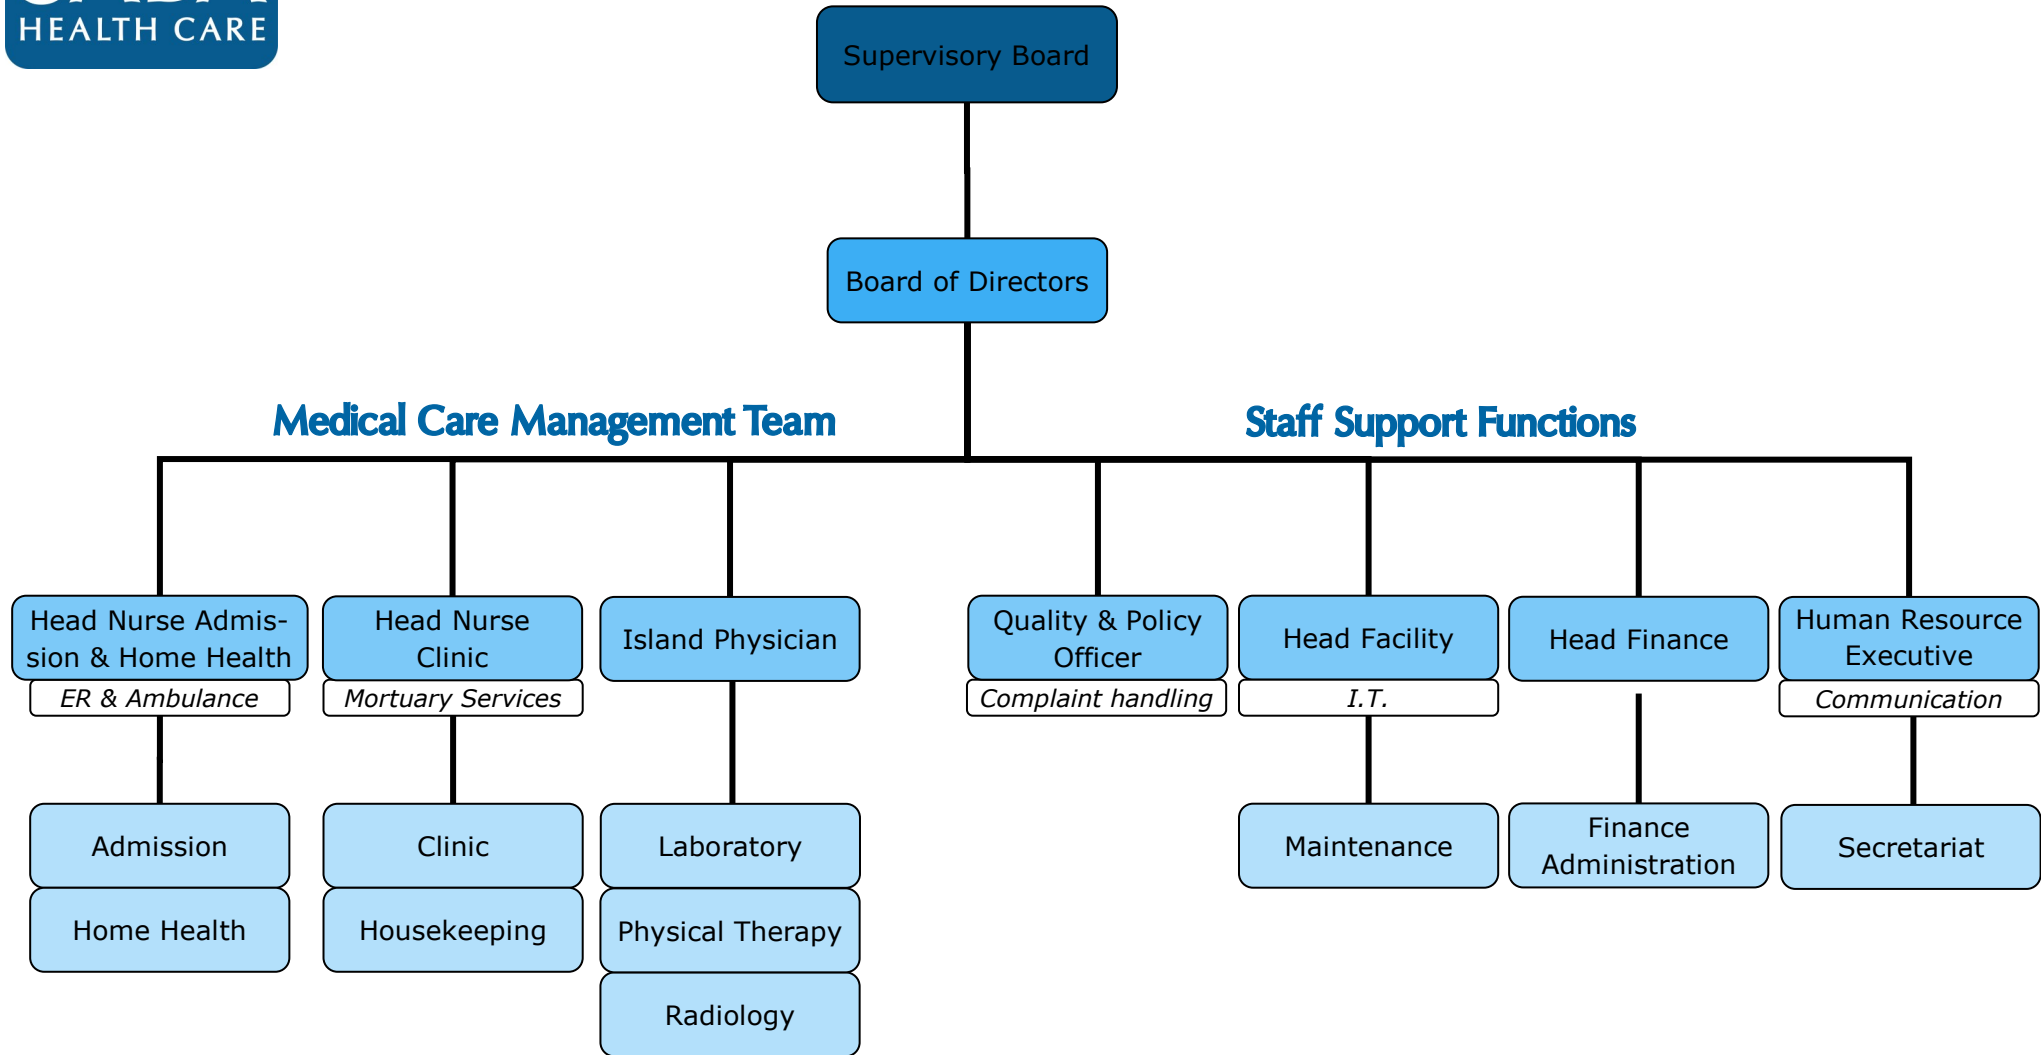 HEALTH CARE
Supervisory Board
Board of Directors
Medical Care Management Team
Staff Support Functions
Head Nurse Admis-
sion & Home Health
ER & Ambulance
Head Nurse
Clinic
Mortuary Services
Island Physician
Quality & Policy
Officer
Complaint handling
Head Facility
I.T.
Head Finance
Human Resource
Executive
Communication
Admission
Home Health
Clinic
Housekeeping
Laboratory
Physical Therapy
Radiology
Maintenance
Finance
Administration
Secretariat